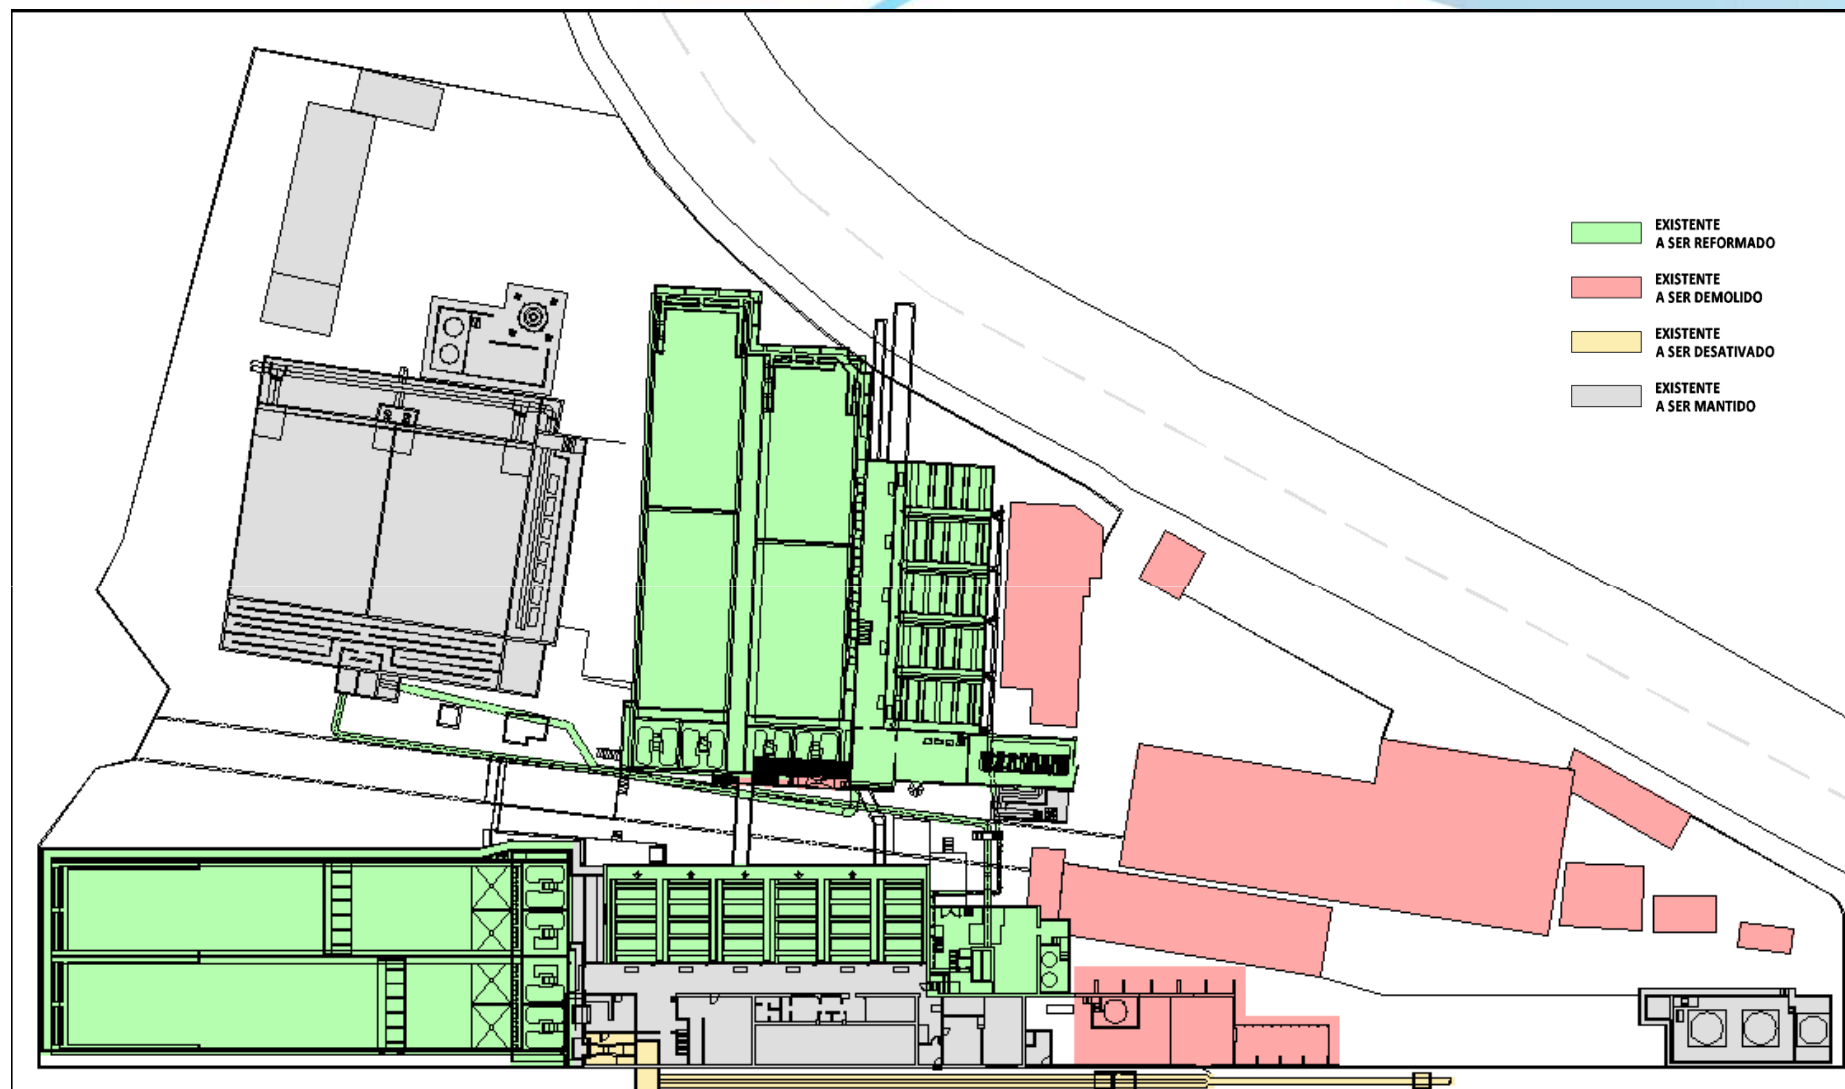 EXISTENTE
A SER REFORMADO
EXISTENTE
A SER DEMOLIDO
EXISTENTE
A SER DESATIVADO
EXISTENTE
A SER MANTIDO